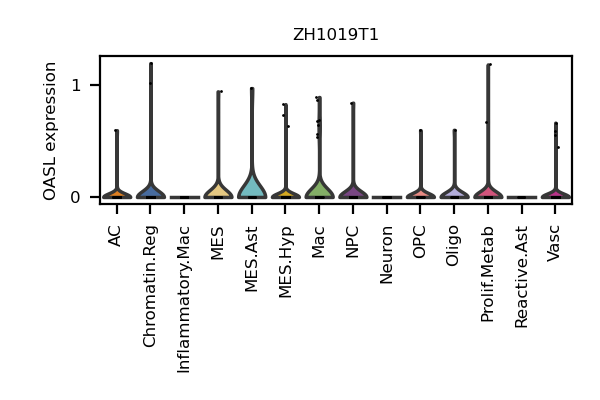 ZH1019T1
OASL expression
1
0
AC
Chromatin.Reg
Inflammatory.Mac
MES
MES.Ast
MES.Hyp
Mac
NPC
Neuron
OPC
Oligo
Prolif.Metab
Reactive.Ast
Vasc